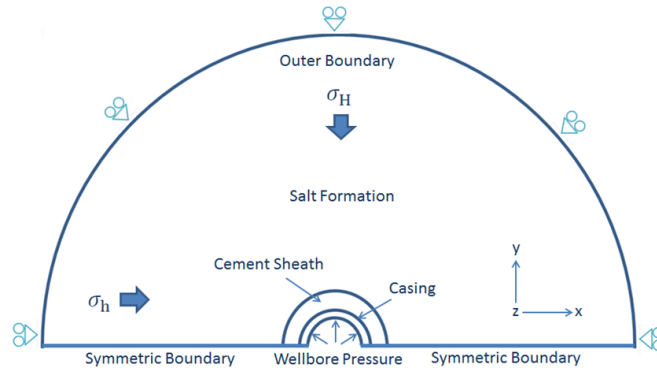 Outer Boundary
σH
Salt Formation
Cement Sheath
Casing
σh
y
z
x
Symmetric Boundary
Wellbore Pressure
Symmetric Boundary